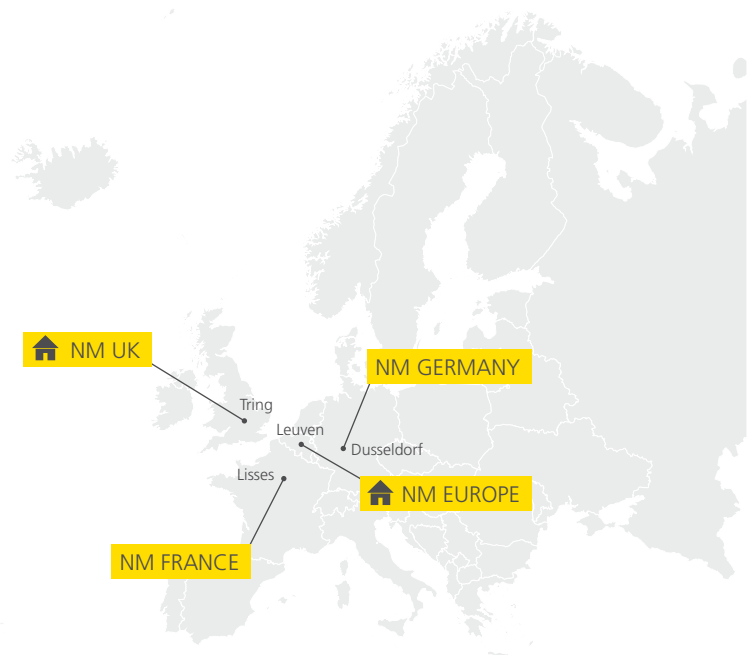 NM UK
NM GERMANY
Tring
Leuven
Dusseldorf
Lisses
NM EUROPE
NM FRANCE